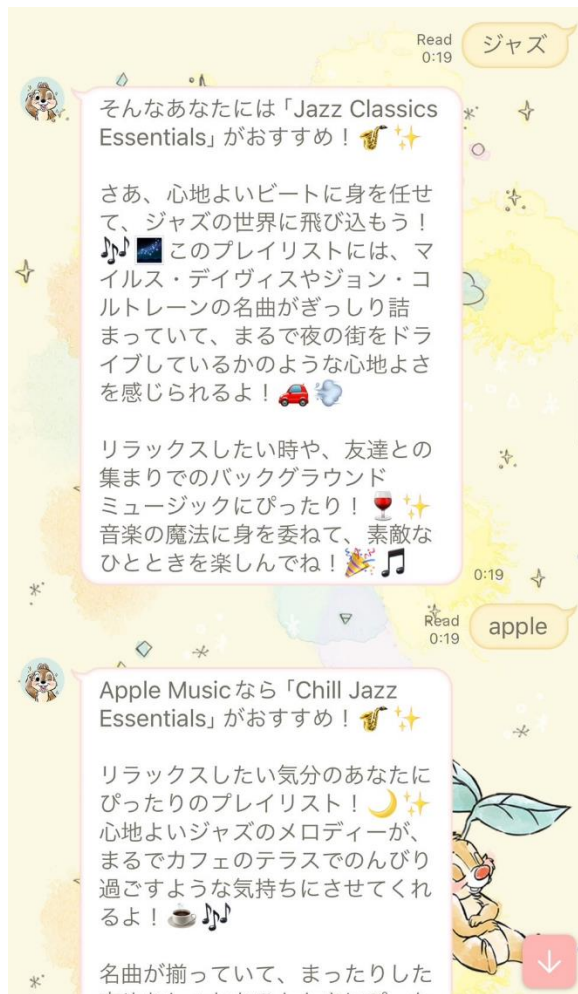 Read
0:19
ジャズ
そんなあなたには「Jazz Classics
Essentials」がおすすめ！🎷✨
さあ、心地よいビートに身を任せ
て、ジャズの世界に飛び込もう！
🎶🌌このプレイリストには、マ
イルス・デイヴィスやジョン・コ
ルトレーンの名曲がぎっしり詰
まっていて、まるで夜の街をドラ
イブしているかのような心地よさ
を感じられるよ！🚗💨
リラックスしたい時や、友達との
集まりでのバックグラウンド
ミュージックにぴったり！🍷✨
音楽の魔法に身を委ねて、素敵な
ひとときを楽しんでね！🎉🎵
0:19
Read
0:19
apple
Apple Musicなら「Chill Jazz
Essentials」がおすすめ！🎷✨
リラックスしたい気分のあなたに
ぴったりのプレイリスト！🌙✨
心地よいジャズのメロディーが、
まるでカフェのテラスでのんびり
過ごすような気持ちにさせてくれ
るよ！☕🎶
名曲が揃っていて、まったりした